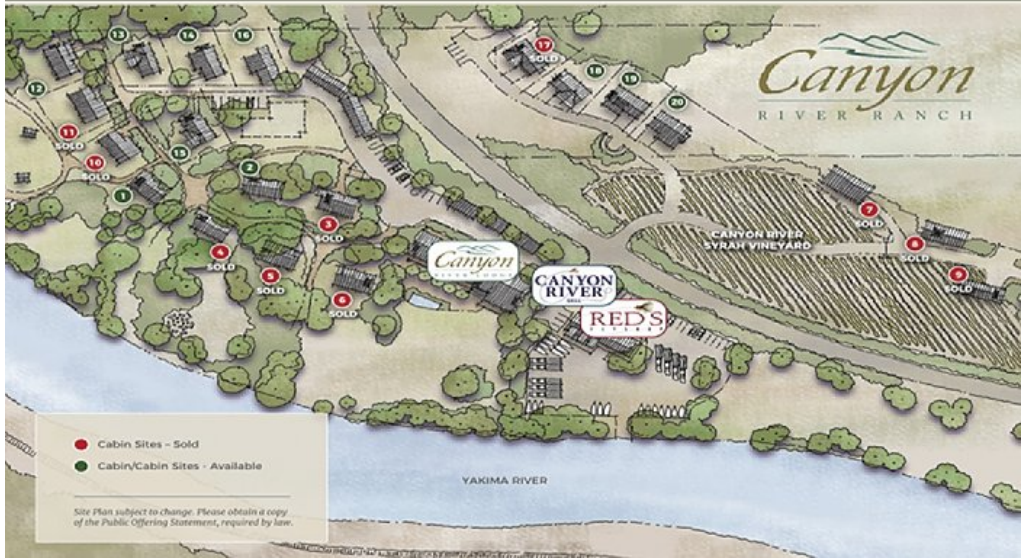 13
14
16
17
SOLD
Canyon
RIVER RANCH
12
18
19
20
11
SOLD
10
SOLD
15
1
2
3
SOLD
7
SOLD
4
SOLD
5
SOLD
6
SOLD
CANYON RIVER
SYRAH VINEYARD
8
SOLD
9
SOLD
Canyon
RIVER LODGE
CANYON
RIVER
GRILL
RED'S
Cabin Sites – Sold
Cabin/Cabin Sites - Available
YAKIMA RIVER
Site Plan subject to change. Please obtain a copy
of the Public Offering Statement, required by law.